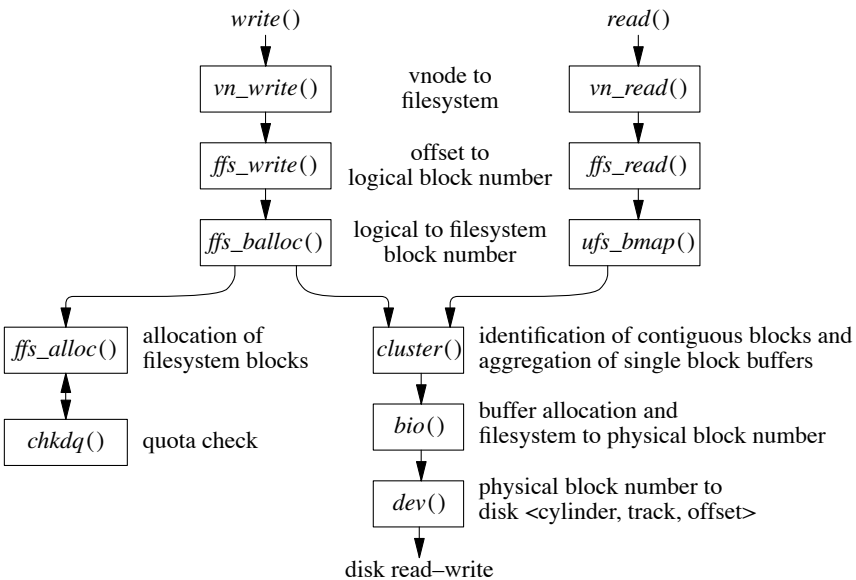 write()
read()
vn_write()
vnode to
filesystem
vn_read()
ffs_write()
offset to
logical block number
ffs_read()
ffs_balloc()
logical to filesystem
block number
ufs_bmap()
ffs_alloc()
allocation of
filesystem blocks
cluster()
identification of contiguous blocks and
aggregation of single block buffers
chkdq()
quota check
bio()
buffer allocation and
filesystem to physical block number
dev()
physical block number to
disk <cylinder, track, offset>
disk read–write